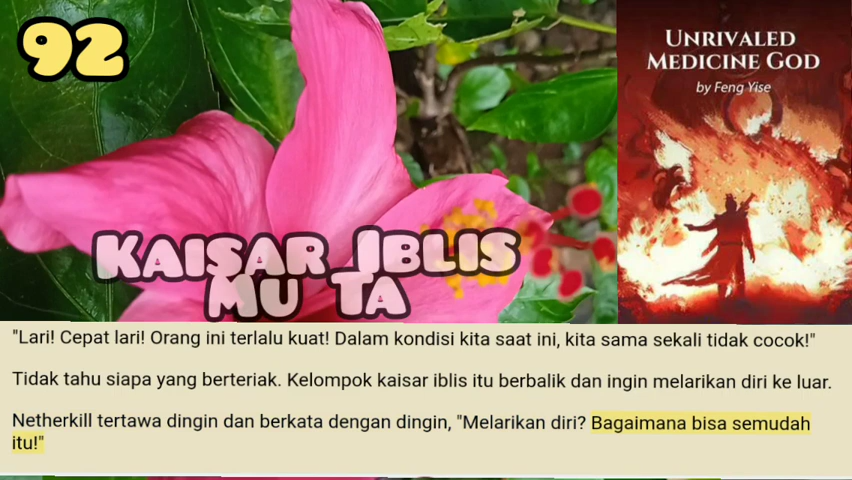 92
UNRIVALED
MEDICINE GOD
by Feng Yise
KAISAR IBLIS
MU TA
"Lari! Cepat lari! Orang ini terlalu kuat! Dalam kondisi kita saat ini, kita sama sekali tidak cocok!"
Tidak tahu siapa yang berteriak. Kelompok kaisar iblis itu berbalik dan ingin melarikan diri ke luar.
Netherkill tertawa dingin dan berkata dengan dingin, "Melarikan diri? Bagaimana bisa semudah
itu!"